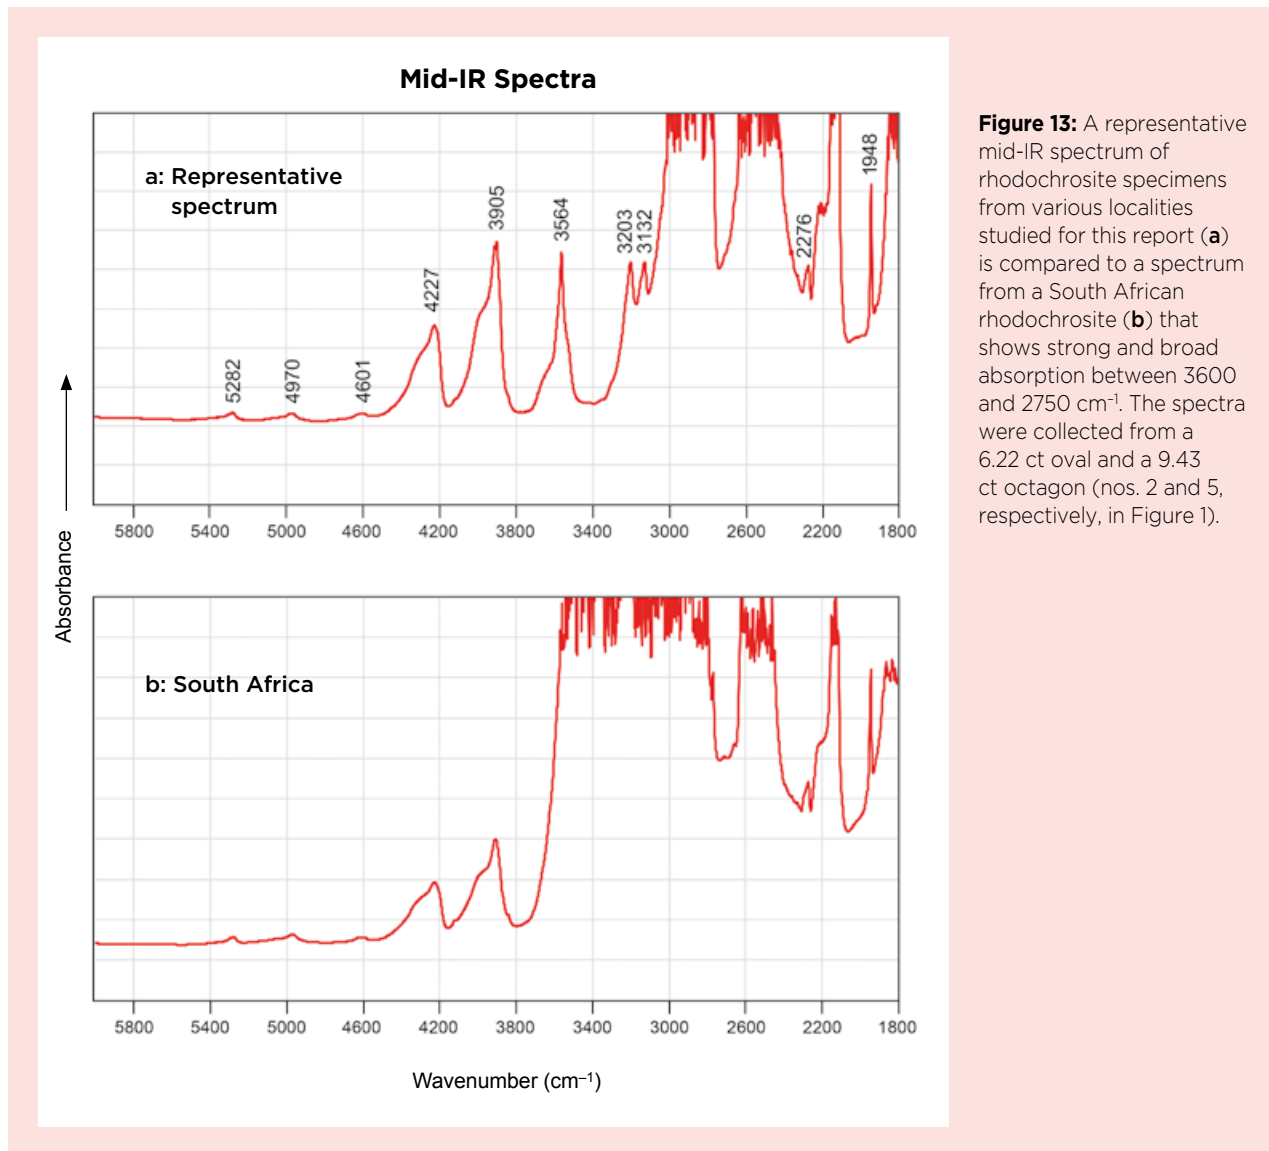 Mid-IR Spectra
a: Representative
spectrum
5282
4970
4601
4227
3905
3564
3203
3132
2276
1948
5800 5400 5000 4600 4200 3800 3400 3000 2600 2200 1800
Absorbance
b: South Africa
5800 5400 5000 4600 4200 3800 3400 3000 2600 2200 1800
Wavenumber (cm⁻¹)
Figure 13: A representative
mid-IR spectrum of
rhodochrosite specimens
from various localities
studied for this report (a)
is compared to a spectrum
from a South African
rhodochrosite (b) that
shows strong and broad
absorption between 3600
and 2750 cm⁻¹. The spectra
were collected from a
6.22 ct oval and a 9.43
ct octagon (nos. 2 and 5,
respectively, in Figure 1).